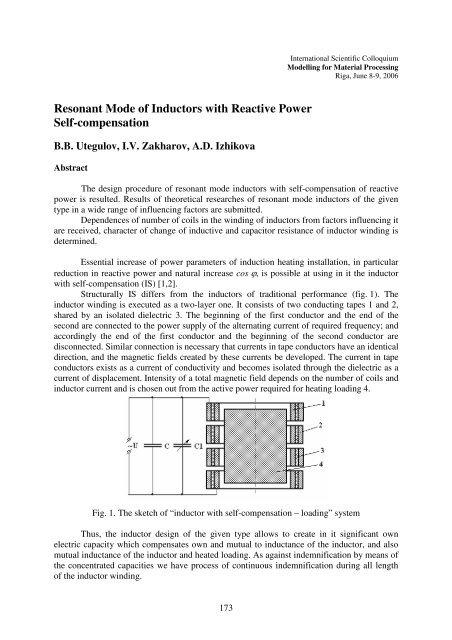 International Scientific Colloquium
Modelling for Material Processing
Riga, June 8-9, 2006
Resonant Mode of Inductors with Reactive Power
Self-compensation
B.B. Utegulov, I.V. Zakharov, A.D. Izhikova
Abstract
The design procedure of resonant mode inductors with self-compensation of reactive
power is resulted. Results of theoretical researches of resonant mode inductors of the given
type in a wide range of influencing factors are submitted.
Dependences of number of coils in the winding of inductors from factors influencing it
are received, character of change of inductive and capacitor resistance of inductor winding is
determined.
Essential increase of power parameters of induction heating installation, in particular
reduction in reactive power and natural increase cos φ, is possible at using in it the inductor
with self-compensation (IS) [1,2].
Structurally IS differs from the inductors of traditional performance (fig. 1). The
inductor winding is executed as a two-layer one. It consists of two conducting tapes 1 and 2,
shared by an isolated dielectric 3. The beginning of the first conductor and the end of the
second are connected to the power supply of the alternating current of required frequency; and
accordingly the end of the first conductor and the beginning of the second conductor are
disconnected. Similar connection is necessary that currents in tape conductors have an identical
direction, and the magnetic fields created by these currents be developed. The current in tape
conductors exists as a current of conductivity and becomes isolated through the dielectric as a
current of displacement. Intensity of a total magnetic field depends on the number of coils and
inductor current and is chosen out from the active power required for heating loading 4.
1
2
~U C C1
3
4
Fig. 1. The sketch of “inductor with self-compensation – loading” system
Thus, the inductor design of the given type allows to create in it significant own
electric capacity which compensates own and mutual to inductance of the inductor, and also
mutual inductance of the inductor and heated loading. As against indemnification by means of
the concentrated capacities we have process of continuous indemnification during all length
of the inductor winding.
173